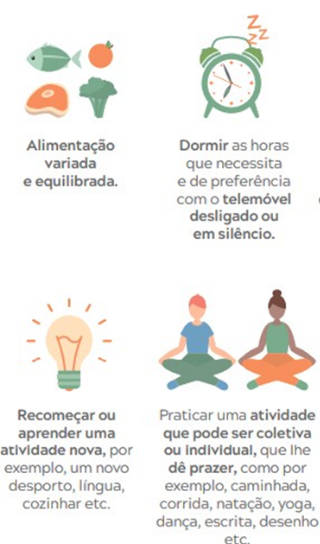 Z
Z
Z
Alimentação
variada
e equilibrada.
Dormir as horas
que necessita
e de preferência
com o telemóvel
desligado ou
em silêncio.
Recomeçar ou
aprender uma
atividade nova, por
exemplo, um novo
desporto, língua,
cozinhar etc.
Praticar uma atividade
que pode ser coletiva
ou individual, que lhe
dê prazer, como por
exemplo, caminhada,
corrida, natação, yoga,
dança, escrita, desenho
etc.